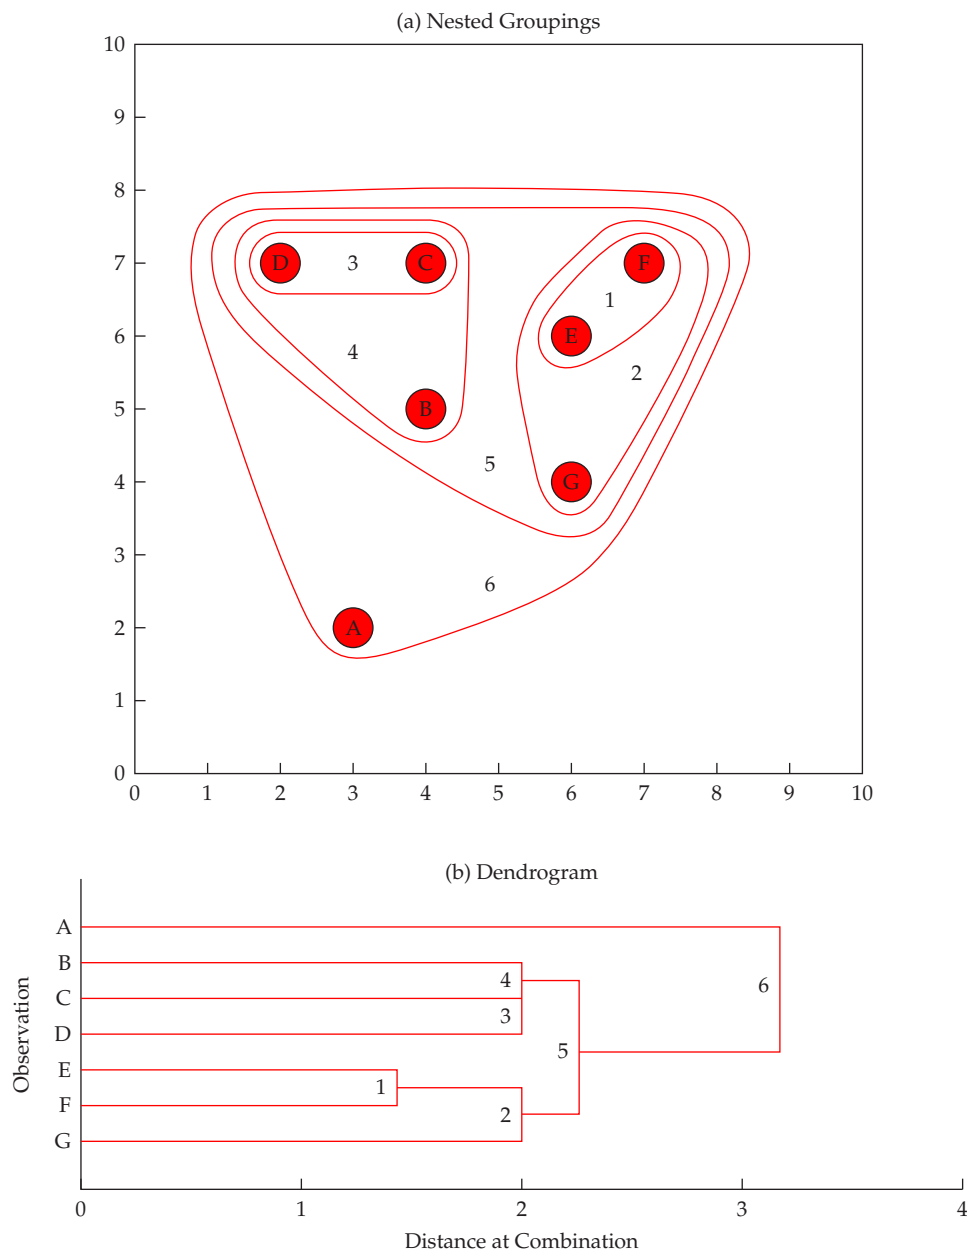 (a) Nested Groupings
10
9
8
7
6
5
4
3
2
1
0
D
3
C
F
1
E
4
2
B
5
G
6
A
0 1 2 3 4 5 6 7 8 9 10
(b) Dendrogram
Observation
A
B
4
C
6
3
D
5
E
1
F
2
G
0 1 2 3 4
Distance at Combination